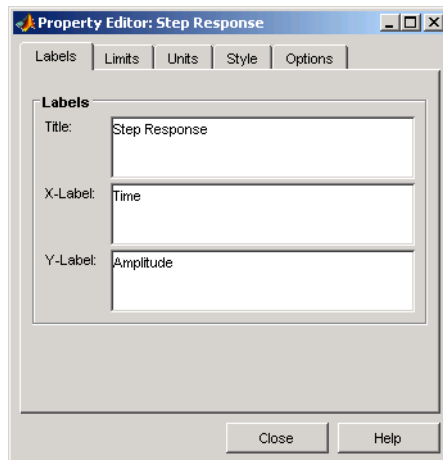 Property Editor: Step Response
Labels Limits Units Style Options
Labels
Title: Step Response
X-Label: Time
Y-Label: Amplitude
Close Help